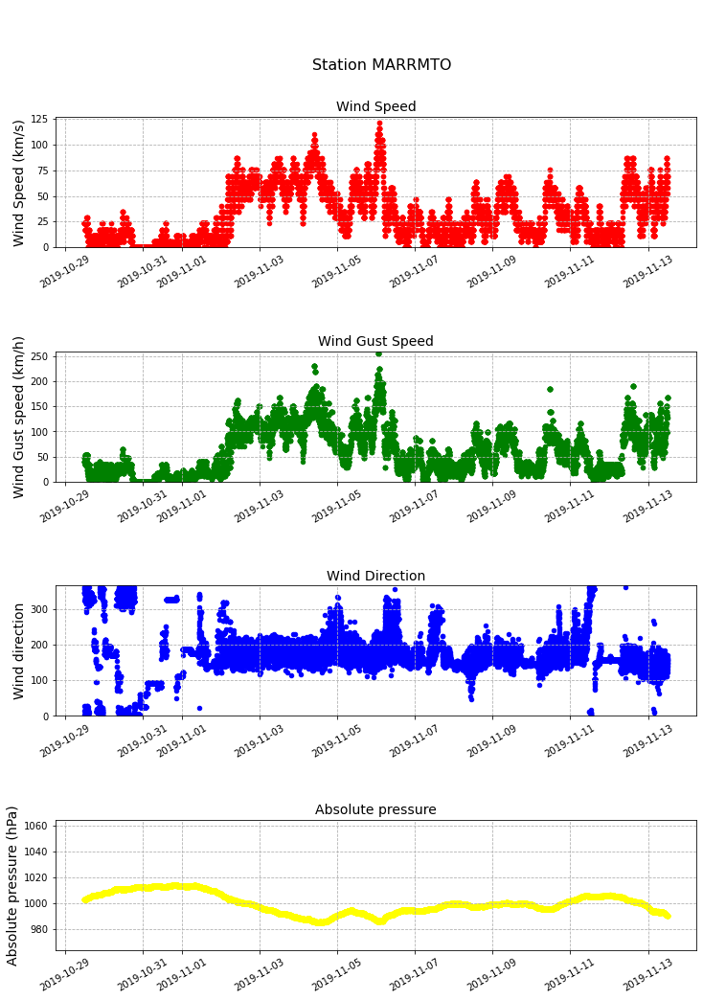 Station MARRMTO
Wind Speed
Wind Speed (km/s)
125
100
75
50
25
0
2019-10-29 2019-10-31 2019-11-01 2019-11-03 2019-11-05 2019-11-07 2019-11-09 2019-11-11 2019-11-13
Wind Gust Speed
Wind Gust speed (km/h)
250
200
150
100
50
0
2019-10-29 2019-10-31 2019-11-01 2019-11-03 2019-11-05 2019-11-07 2019-11-09 2019-11-11 2019-11-13
Wind Direction
Wind direction
300
200
100
0
2019-10-29 2019-10-31 2019-11-01 2019-11-03 2019-11-05 2019-11-07 2019-11-09 2019-11-11 2019-11-13
Absolute pressure
Absolute pressure (hPa)
1060
1040
1020
1000
980
2019-10-29 2019-10-31 2019-11-01 2019-11-03 2019-11-05 2019-11-07 2019-11-09 2019-11-11 2019-11-13